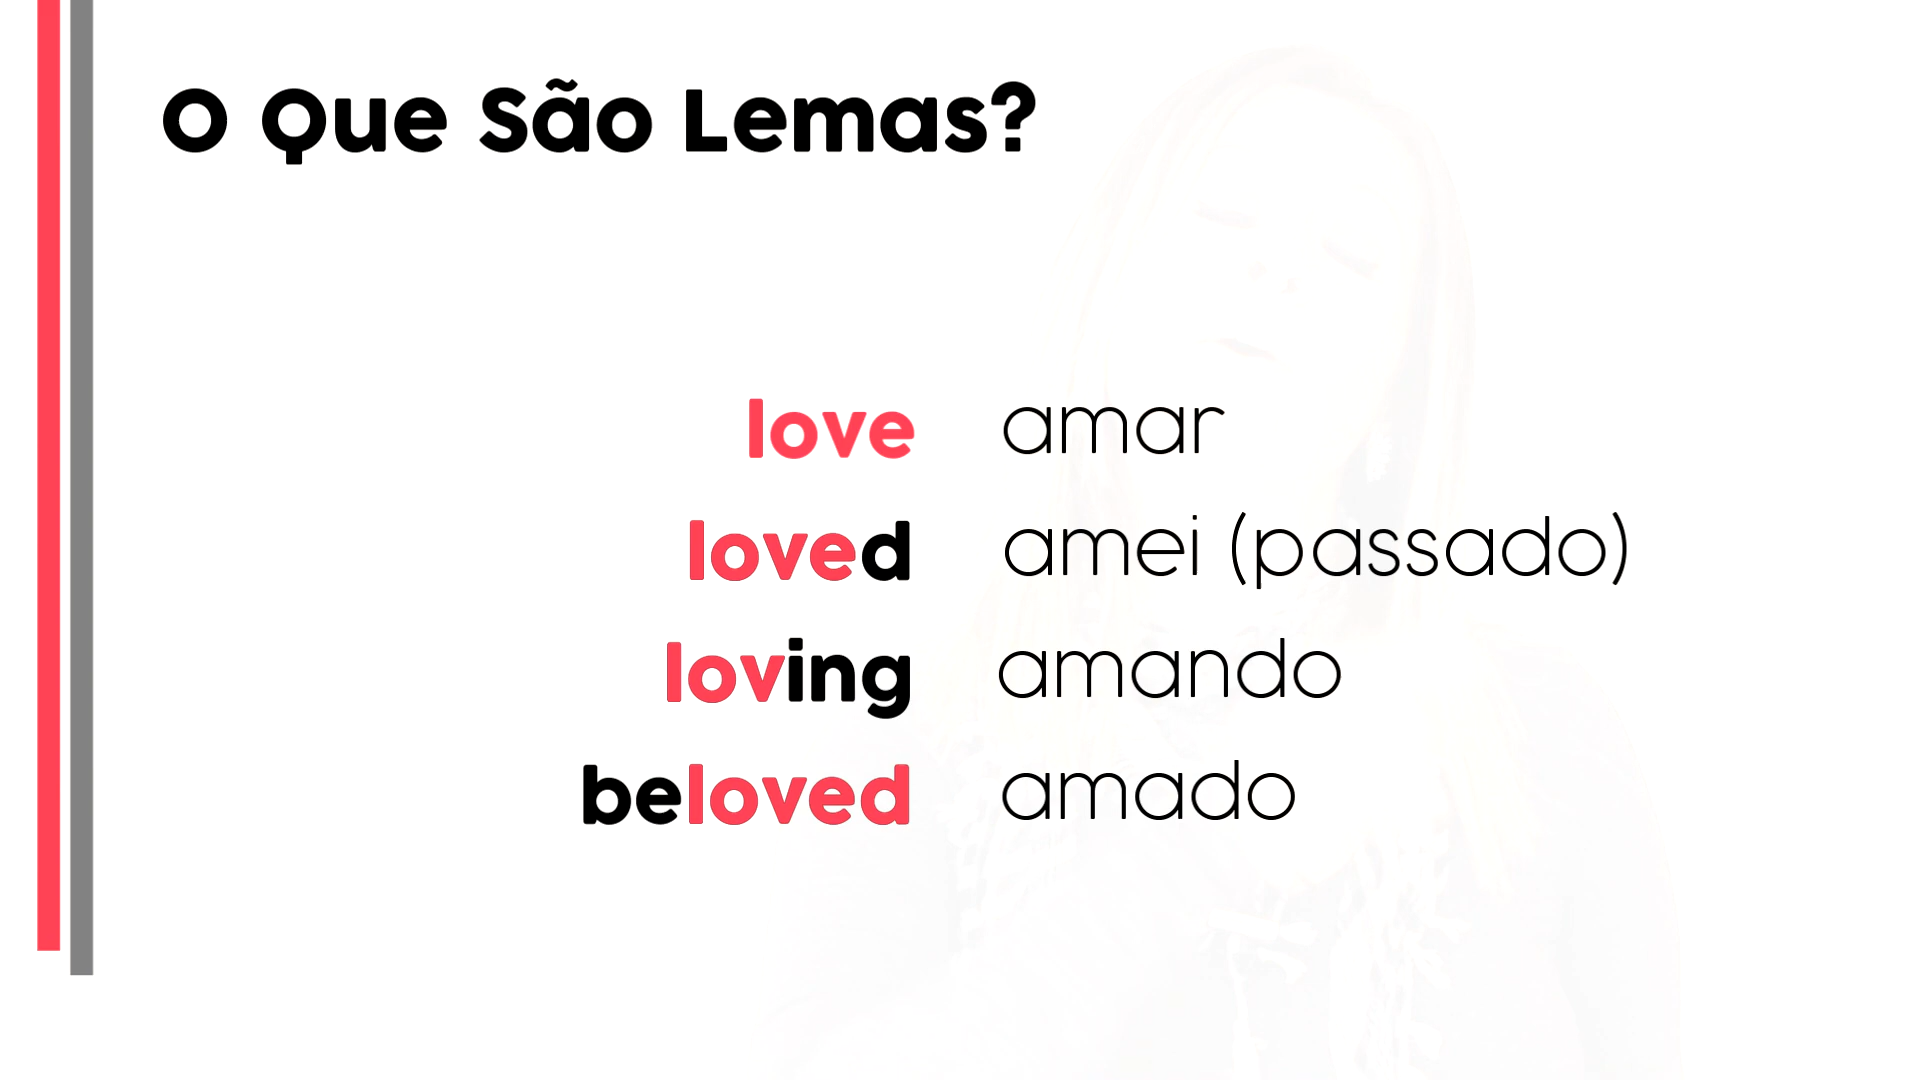 O Que São Lemas?
love amar
loved amei (passado)
loving amando
beloved amado